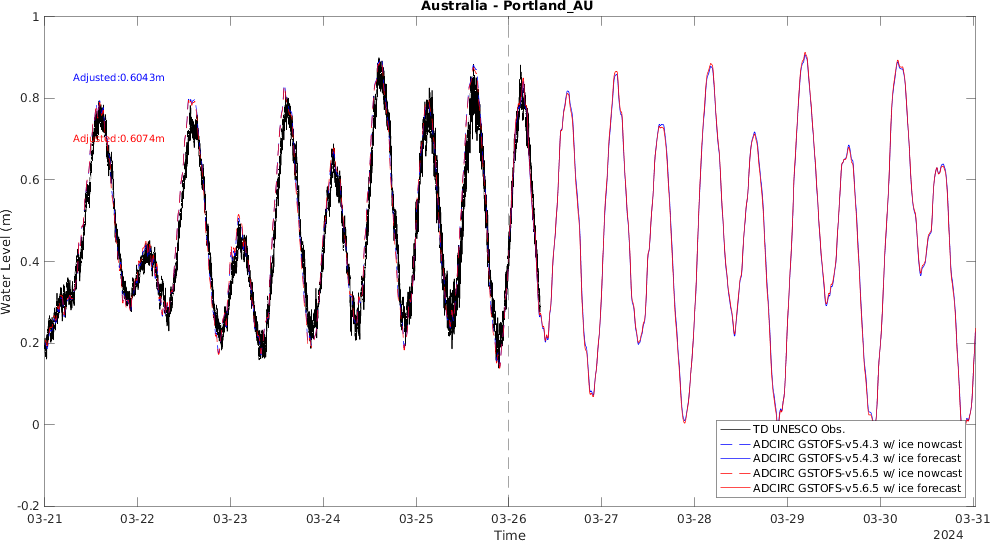 Australia - Portland_AU
1
0.8
0.6
0.4
0.2
0
-0.2
Water Level (m)
Adjusted:0.6043m
Adjusted:0.6074m
TD UNESCO Obs.
ADCIRC GSTOFS-v5.4.3 w/ ice nowcast
ADCIRC GSTOFS-v5.4.3 w/ ice forecast
ADCIRC GSTOFS-v5.6.5 w/ ice nowcast
ADCIRC GSTOFS-v5.6.5 w/ ice forecast
03-21 03-22 03-23 03-24 03-25 03-26 03-27 03-28 03-29 03-30 03-31
Time
2024